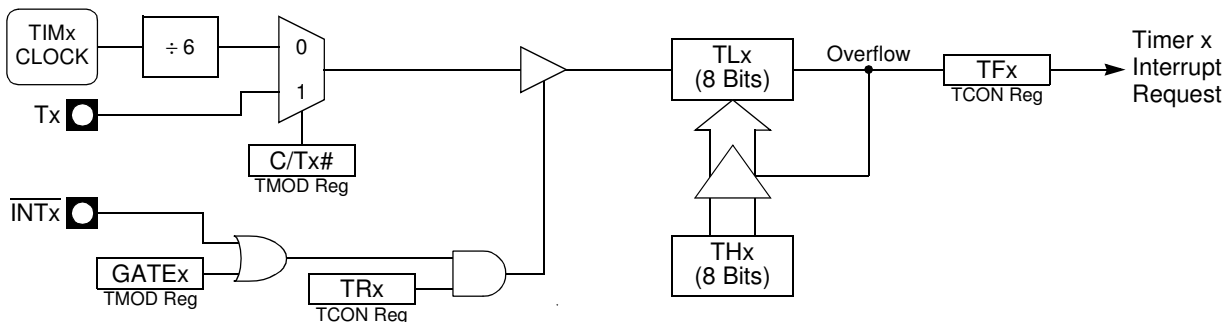 TIMx
CLOCK
÷ 6
0
1
Tx
C/Tx#
TMOD Reg
INTx
GATEx
TMOD Reg
TRx
TCON Reg
TLx
(8 Bits)
Overflow
TFx
TCON Reg
Timer x
Interrupt
Request
THx
(8 Bits)